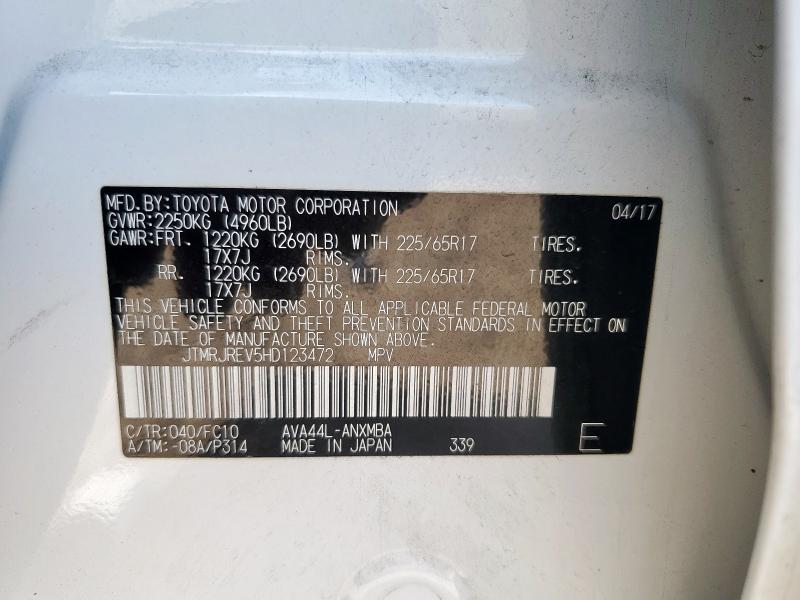 MFD.BY:TOYOTA MOTOR CORPORATION 04/17
GVWR:2250KG (4960LB)
GAWR:FRT. 1220KG (2690LB) WITH 225/65R17 TIRES.
17X7J RIMS.
RR. 1220KG (2690LB) WITH 225/65R17 TIRES.
17X7J RIMS.
THIS VEHICLE CONFORMS TO ALL APPLICABLE FEDERAL MOTOR
VEHICLE SAFETY AND THEFT PREVENTION STANDARDS IN EFFECT ON
THE DATE OF MANUFACTURE SHOWN ABOVE.
JTMRJREV5HD123472 MPV
C/TR:040/FC10 AVA44L-ANXMBA
A/TM:-08A/P314 MADE IN JAPAN 339 E